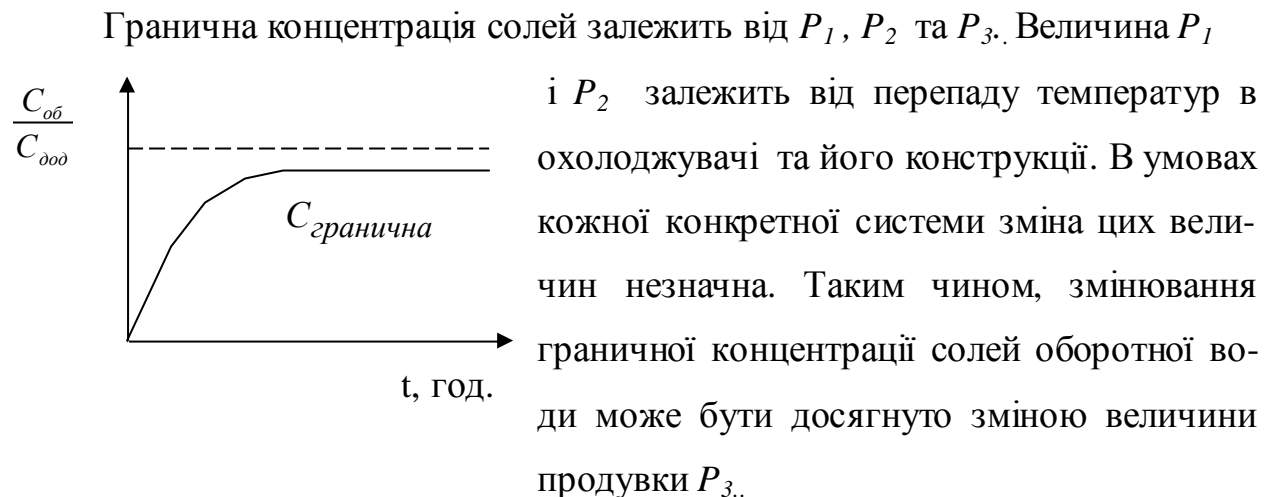 Гранична концентрація солей залежить від P1 , P2 та P3. . Величина P1
Cоб
Cдод
Cгранична
t, год.
і P2 залежить від перепаду температур в
охолоджувачі та його конструкції. В умовах
кожної конкретної системи зміна цих вели-
чин незначна. Таким чином, змінювання
граничної концентрації солей оборотної во-
ди може бути досягнуто зміною величини
продувки P3..